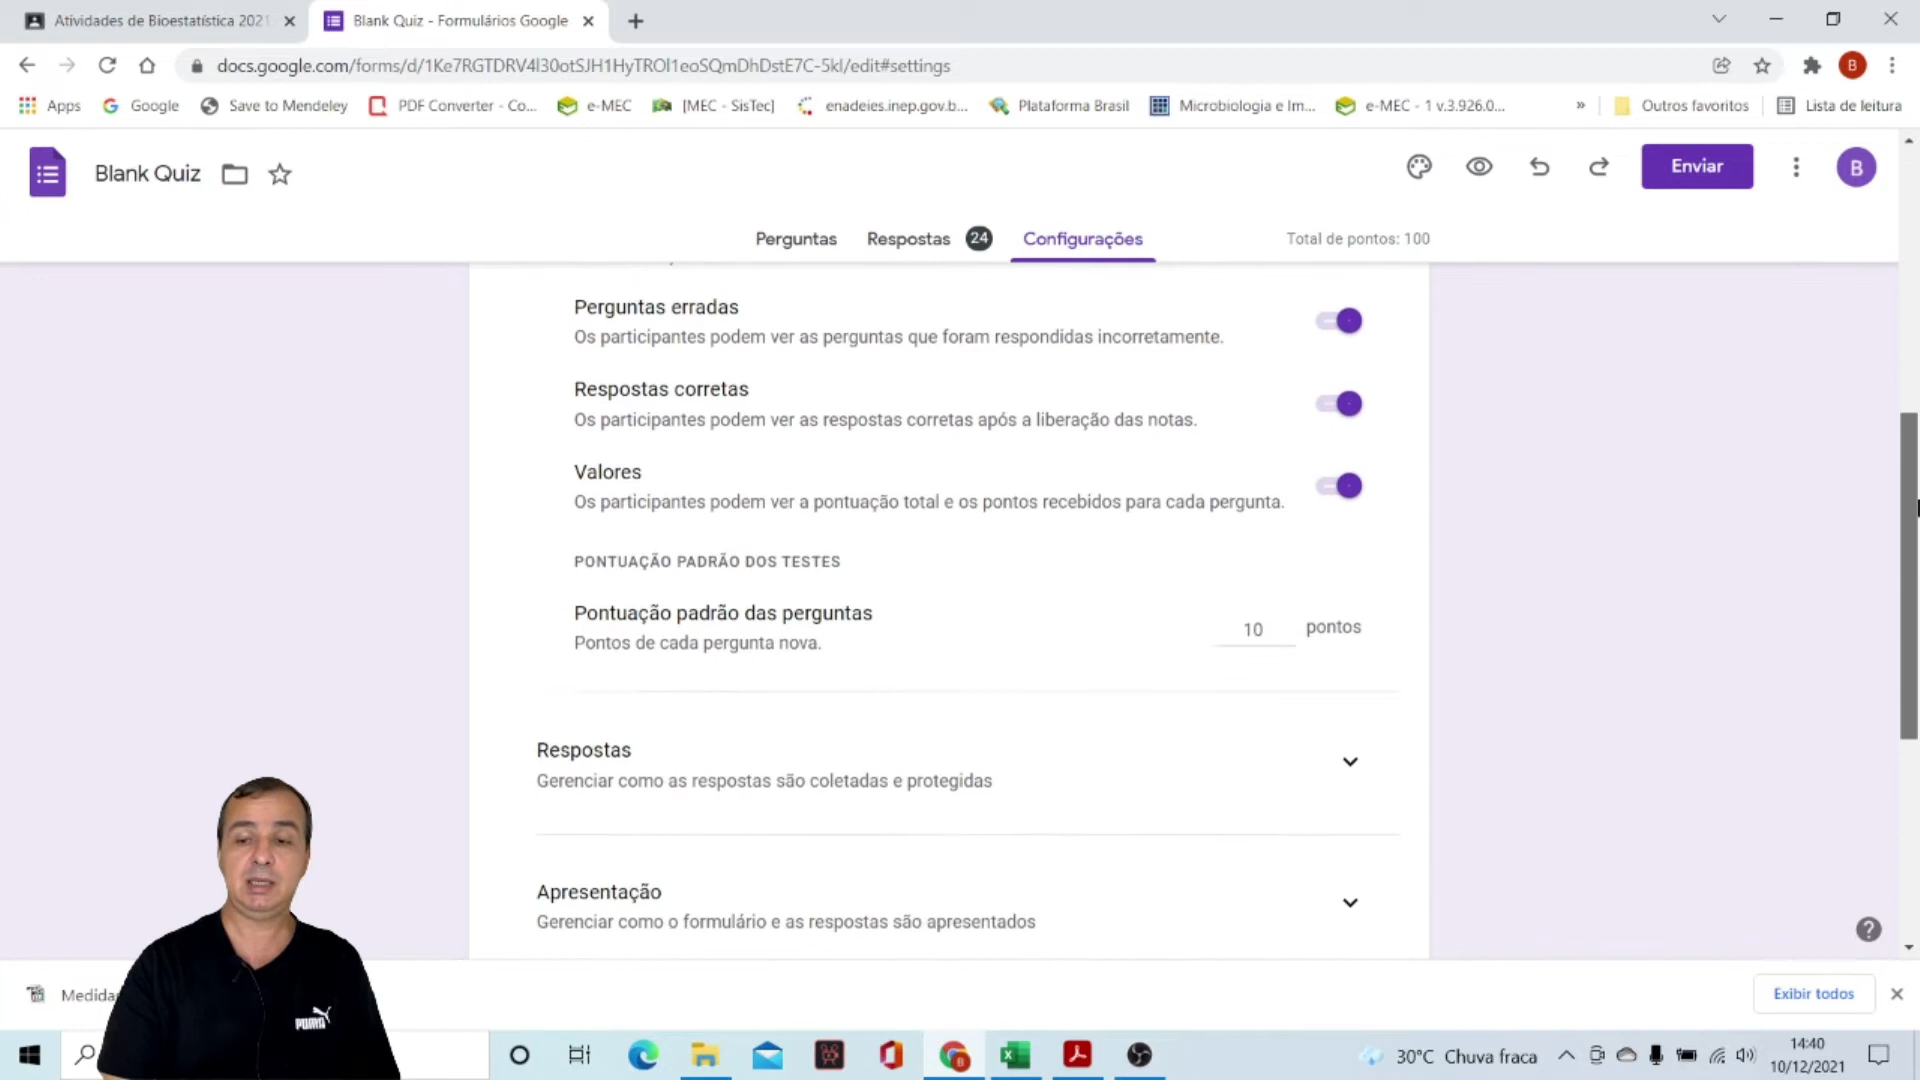 Atividades de Bioestatística 2021
Blank Quiz - Formulários Google
docs.google.com/forms/d/1Ke7RGTDRV4l30otSJH1HyTROl1eoSQmDhDstE7C-5kI/edit#settings
B
Apps
Google
Save to Mendeley
PDF Converter - Co...
e-MEC
[MEC - SisTec]
enadeies.inep.gov.b...
Plataforma Brasil
Microbiologia e Im...
e-MEC - 1 v.3.926.0...
»
Outros favoritos
Lista de leitura
Blank Quiz
Enviar
B
Perguntas
Respostas 24
Configurações
Total de pontos: 100
Perguntas erradas
Os participantes podem ver as perguntas que foram respondidas incorretamente.
Respostas corretas
Os participantes podem ver as respostas corretas após a liberação das notas.
Valores
Os participantes podem ver a pontuação total e os pontos recebidos para cada pergunta.
PONTUAÇÃO PADRÃO DOS TESTES
Pontuação padrão das perguntas
10 pontos
Pontos de cada pergunta nova.
Respostas
Gerenciar como as respostas são coletadas e protegidas
Apresentação
Gerenciar como o formulário e as respostas são apresentados
Exibir todos
PUMA
30°C Chuva fraca
14:40
10/12/2021